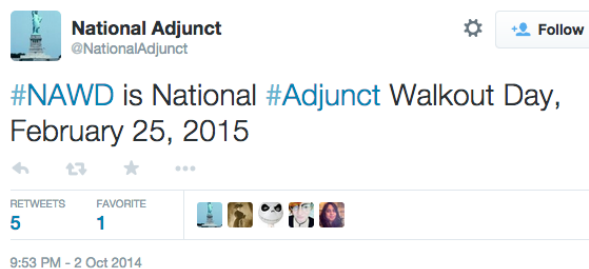 National Adjunct
@NationalAdjunct
Follow
#NAWD is National #Adjunct Walkout Day,
February 25, 2015
RETWEETS FAVORITE
5 1
9:53 PM - 2 Oct 2014